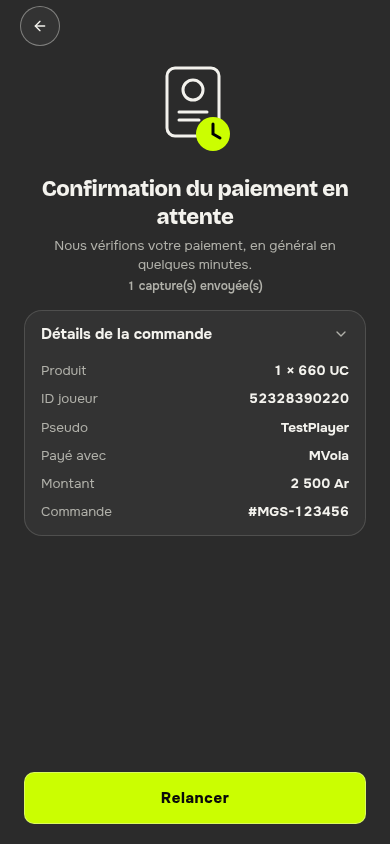 Confirmation du paiement en
attente
Nous vérifions votre paiement, en général en
quelques minutes.
1 capture(s) envoyée(s)
Détails de la commande
Produit 1 × 660 UC
ID joueur 52328390220
Pseudo TestPlayer
Payé avec MVola
Montant 2 500 Ar
Commande #MGS-123456
Relancer